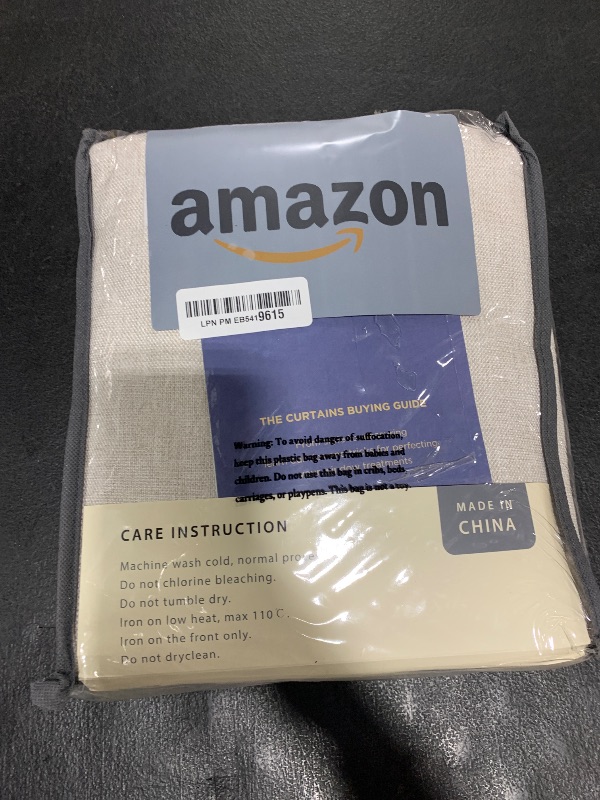 amazon
LPN PM EB5419615
THE CURTAINS BUYING GUIDE
for perfecting
treatments
Warning: To avoid danger of suffocation,
keep this plastic bag away from babies and
children. Do not use this bag in cribs, beds
carriages, or playpens. This bag is not a toy.
MADE IN
CHINA
CARE INSTRUCTION
Machine wash cold, normal
Do not chlorine bleaching.
Do not tumble dry.
Iron on low heat, max 110℃.
Iron on the front only.
Do not dryclean.